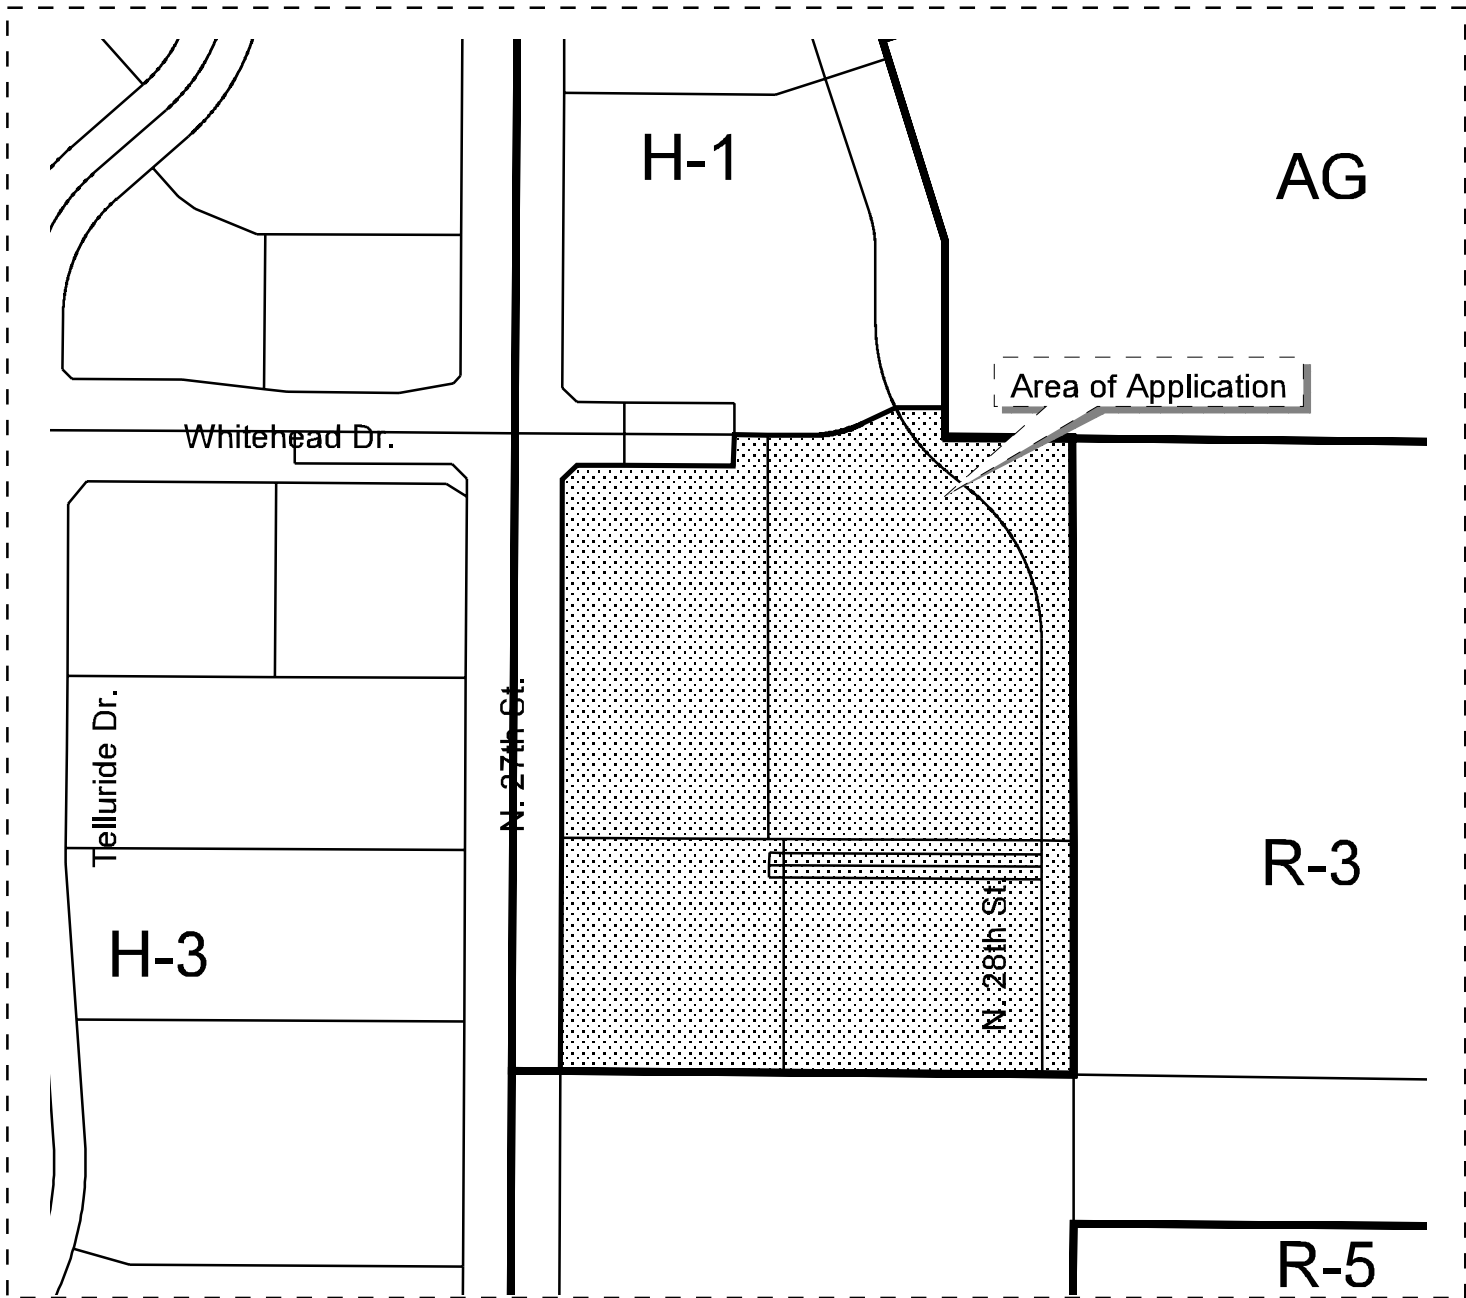 H-1
AG
Area of Application
Whitehead Dr.
N. 27th St.
Telluride Dr.
R-3
N. 28th St.
H-3
R-5